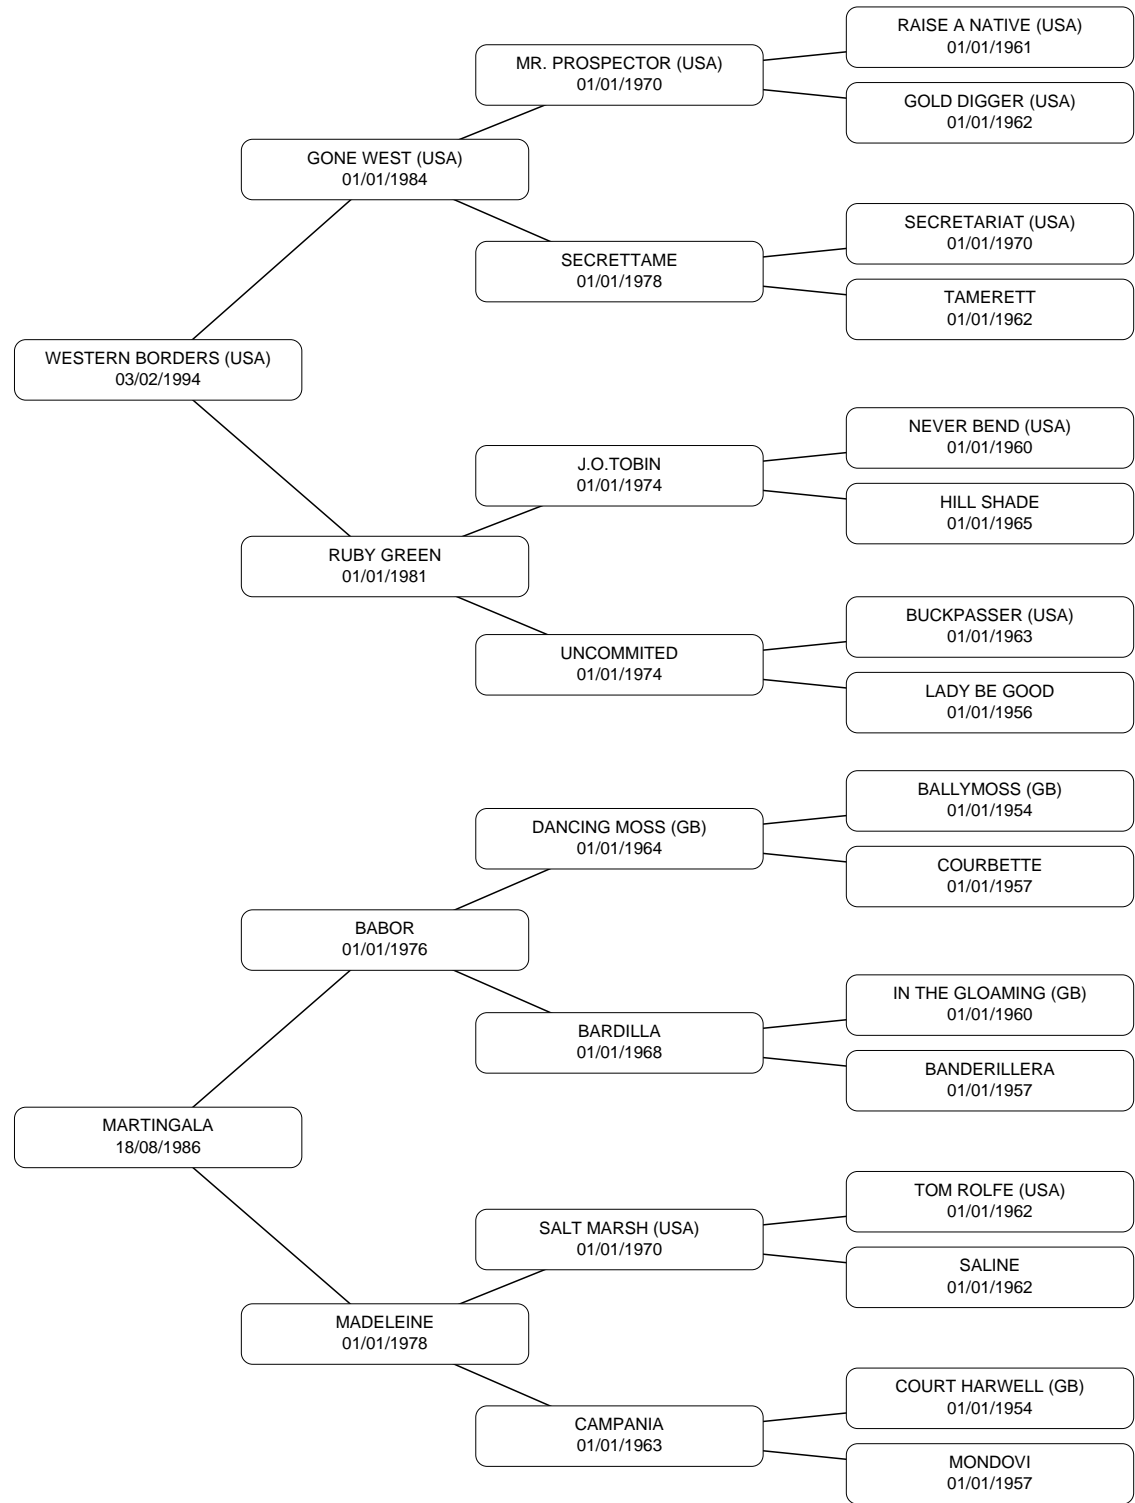 RAISE A NATIVE (USA)
01/01/1961
MR. PROSPECTOR (USA)
01/01/1970
GOLD DIGGER (USA)
01/01/1962
GONE WEST (USA)
01/01/1984
SECRETARIAT (USA)
01/01/1970
SECRETTAME
01/01/1978
TAMERETT
01/01/1962
WESTERN BORDERS (USA)
03/02/1994
NEVER BEND (USA)
01/01/1960
J.O.TOBIN
01/01/1974
HILL SHADE
01/01/1965
RUBY GREEN
01/01/1981
BUCKPASSER (USA)
01/01/1963
UNCOMMITED
01/01/1974
LADY BE GOOD
01/01/1956
BALLYMOSS (GB)
01/01/1954
DANCING MOSS (GB)
01/01/1964
COURBETTE
01/01/1957
BABOR
01/01/1976
IN THE GLOAMING (GB)
01/01/1960
BARDILLA
01/01/1968
BANDERILLERA
01/01/1957
MARTINGALA
18/08/1986
TOM ROLFE (USA)
01/01/1962
SALT MARSH (USA)
01/01/1970
SALINE
01/01/1962
MADELEINE
01/01/1978
COURT HARWELL (GB)
01/01/1954
CAMPANIA
01/01/1963
MONDOVI
01/01/1957